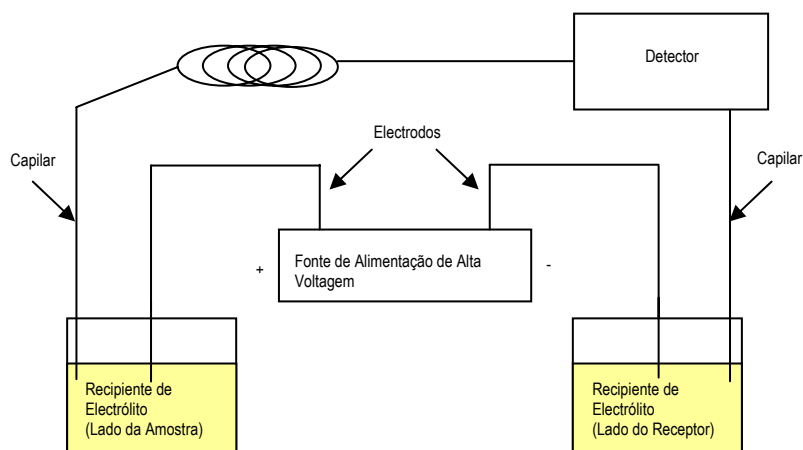 Detector
Electrodos
Capilar
Capilar
+
Fonte de Alimentação de Alta
Voltagem
-
Recipiente de
Electrólito
(Lado da Amostra)
Recipiente de
Electrólito
(Lado do Receptor)